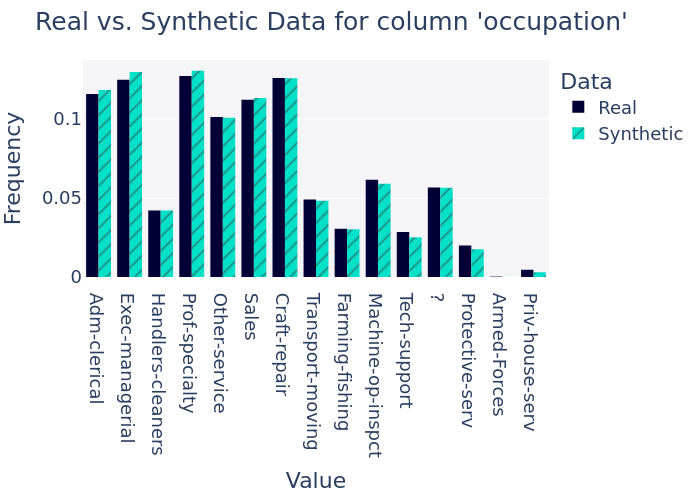 Real vs. Synthetic Data for column 'occupation'
Data
Real
Synthetic
Frequency
0.1
0.05
0
Adm-clerical
Exec-managerial
Handlers-cleaners
Prof-specialty
Other-service
Sales
Craft-repair
Transport-moving
Farming-fishing
Machine-op-inspct
Tech-support
?
Protective-serv
Armed-Forces
Priv-house-serv
Value